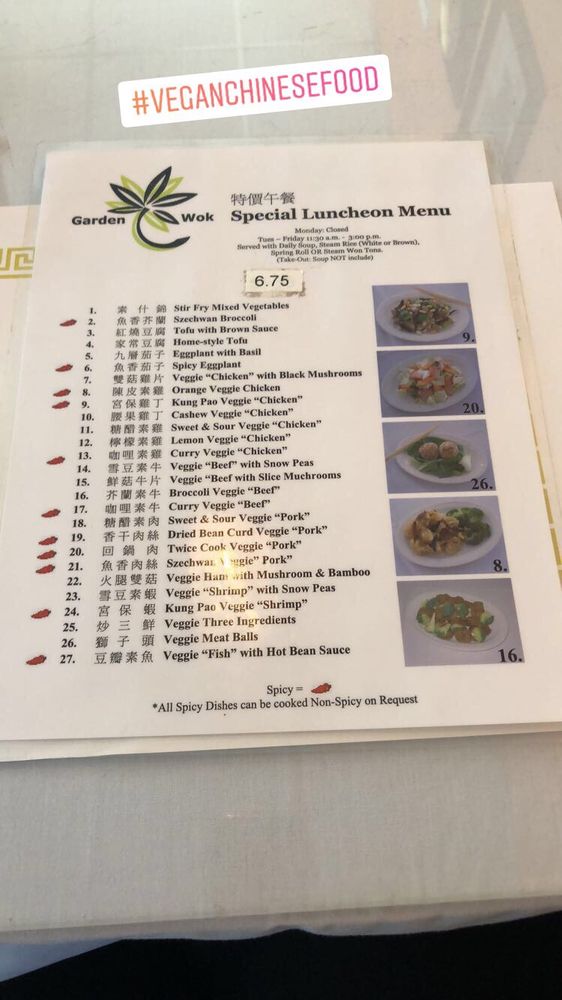 #VEGANCHINESEFOOD
Garden Wok
特價午餐
Special Luncheon Menu
Monday: Closed
Tues – Friday 11:30 a.m. - 3:00 p.m.
Served with Daily Soup, Steam Rice (White or Brown),
Spring Roll OR Steam Won Tons.
(Take-Out: Soup NOT include)
6.75
1. 素什錦 Stir Fry Mixed Vegetables
2. 魚香芥蘭 Szechwan Broccoli
3. 紅燒豆腐 Tofu with Brown Sauce
4. 家常豆腐 Home-style Tofu
5. 九層茄子 Eggplant with Basil
6. 魚香茄子 Spicy Eggplant
7. 雙菇雞片 Veggie “Chicken” with Black Mushrooms
8. 陳皮素雞 Orange Veggie Chicken
9. 宮保雞丁 Kung Pao Veggie “Chicken”
10. 腰果雞丁 Cashew Veggie “Chicken”
11. 糖醋素雞 Sweet & Sour Veggie “Chicken”
12. 檸檬素雞 Lemon Veggie “Chicken”
13. 咖哩素雞 Curry Veggie “Chicken”
14. 雪豆素牛 Veggie “Beef” with Snow Peas
15. 鮮菇牛片 Veggie “Beef with Slice Muchrooms
16. 芥蘭素牛 Broccoli Veggie “Beef”
17. 咖哩素牛 Curry Veggie “Beef”
18. 糖醋素肉 Sweet & Sour Veggie “Pork”
19. 香干肉絲 Dried Bean Curd Veggie “Pork”
20. 回鍋肉 Twice Cook Veggie “Pork”
21. 魚香肉絲 Szechwan Veggie” Pork”
22. 火腿雙菇 Veggie Ham with Mushroom & Bamboo
23. 雪豆素蝦 Veggie “Shrimp” with Snow Peas
24. 宮保蝦 Kung Pao Veggie “Shrimp”
25. 炒三鮮 Veggie Three Ingredients
26. 獅子頭 Veggie Meat Balls
27. 豆瓣素魚 Veggie “Fish” with Hot Bean Sauce
9.
20.
26.
8.
16.
Spicy =
*All Spicy Dishes can be cooked Non-Spicy on Request